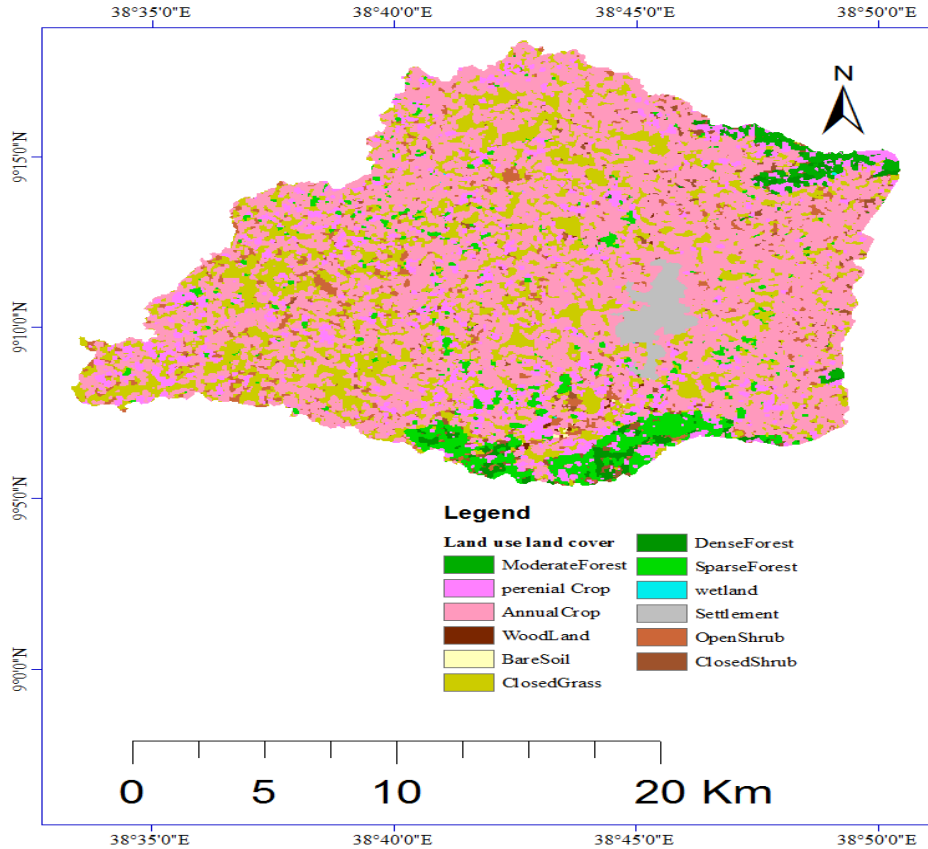 38°35'0"E 38°40'0"E 38°45'0"E 38°50'0"E
N
9°15'0"N
9°10'0"N
9°5'0"N
9°0'0"N
Legend
Land use land cover
ModerateForest
perenial Crop
AnnualCrop
WoodLand
BareSoil
ClosedGrass
DenseForest
SparseForest
wetland
Settlement
OpenShrub
ClosedShrub
0 5 10 20 Km
38°35'0"E 38°40'0"E 38°45'0"E 38°50'0"E